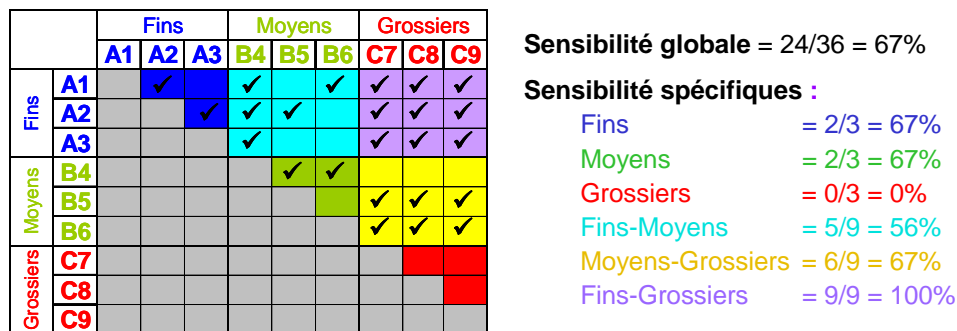 Fins Moyens Grossiers
A1 A2 A3 B4 B5 B6 C7 C8 C9
Fins
A1 ✓ ✓ ✓ ✓ ✓ ✓
A2 ✓ ✓ ✓ ✓ ✓ ✓
A3 ✓ ✓ ✓ ✓
Moyens
B4 ✓ ✓
B5 ✓ ✓ ✓
B6 ✓ ✓ ✓
Grossiers
C7
C8
C9
Sensibilité globale = 24/36 = 67%
Sensibilité spécifiques :
Fins = 2/3 = 67%
Moyens = 2/3 = 67%
Grossiers = 0/3 = 0%
Fins-Moyens = 5/9 = 56%
Moyens-Grossiers = 6/9 = 67%
Fins-Grossiers = 9/9 = 100%